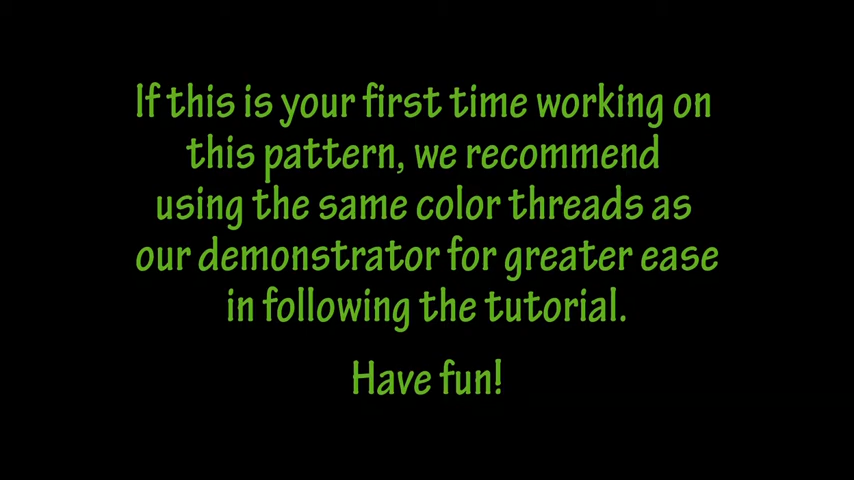 If this is your first time working on
this pattern, we recommend
using the same color threads as
our demonstrator for greater ease
in following the tutorial.
Have fun!